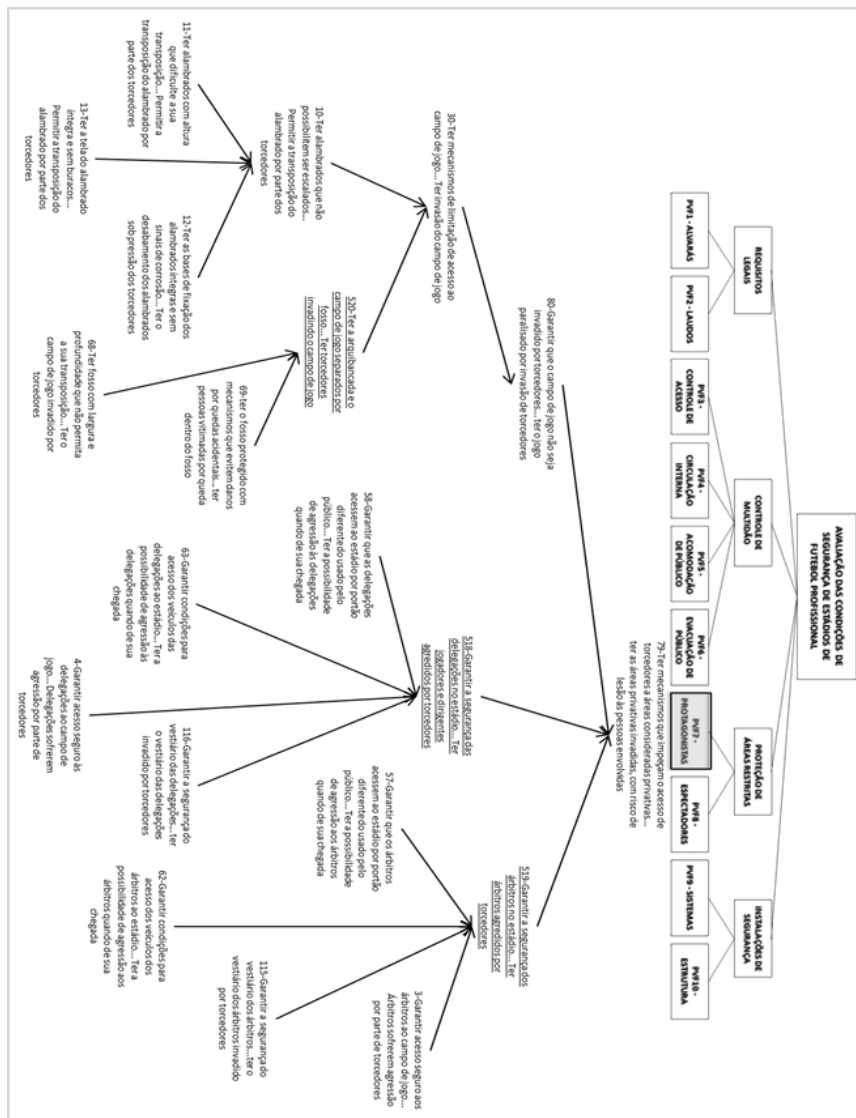 AVALIAÇÃO DAS CONDIÇÕES DE
SEGURANÇA DE ESTÁDIOS DE
FUTEBOL PROFISSIONAL
REQUISITOS
LEGAIS
CONTROLE DE
MULTIDÃO
PROTEÇÃO DE
ÁREAS RESTRITAS
INSTALAÇÕES DE
SEGURANÇA
PVF1 - ALVARÁS
PVF2 - LAUDOS
PVF3 -
CONTROLE DE
ACESSO
PVF4 -
CIRCULAÇÃO
INTERNA
PVF5 -
ACOMODAÇÃO
DE PÚBLICO
PVF6 -
EVACUAÇÃO DE
PÚBLICO
PVF7 -
PROTAGONISTAS
PVF8 -
ESPECTADORES
PVF9 - SISTEMAS
PVF10 -
ESTRUTURA
79-Ter mecanismos que impeçam o acesso de
torcedores a áreas consideradas privativas...
ter as áreas privativas invadidas, com risco de
lesão às pessoas envolvidas
80-Garantir que o campo de jogo não seja
invadido por torcedores... ter o jogo
paralisado por invasão de torcedores
30-Ter mecanismos de limitação de acesso ao
campo de jogo... Ter invasão do campo de jogo
518-Garantir a segurança das
delegações no estádio... Ter
jogadores e dirigentes
agredidos por torcedores
519-Garantir a segurança dos
árbitros no estádio... Ter
árbitros agredidos por
torcedores
10-Ter alambrados que não
possibilitem ser escalados...
Permitir a transposição do
alambrado por parte dos
torcedores
520-Ter a arquibancada e o
campo de jogo separados por
fosso... Ter torcedores
invadindo o campo de jogo
58-Garantir que as delegações
acessem ao estádio por portão
diferente do usado pelo
público... Ter a possibilidade
de agressão às delegações
quando de sua chegada
57-Garantir que os árbitros
acessem ao estádio por portão
diferente do usado pelo
público... Ter a possibilidade
de agressão aos árbitros
quando de sua chegada
3-Garantir acesso seguro aos
árbitros ao campo de jogo...
Árbitros sofrerem agressão
por parte de torcedores
11-Ter alambrados com altura
que dificulte a sua
transposição... Permitir a
transposição do alambrado por
parte dos torcedores
12-Ter as bases de fixação dos
alambrados íntegras e sem
sinais de corrosão... Ter o
desabamento dos alambrados
sob pressão dos torcedores
69-ter o fosso protegido com
mecanismos que evitem danos
por quedas acidentais... ter
pessoas vitimadas por queda
dentro do fosso
63-Garantir condições para
acesso dos veículos das
delegações ao estádio... Ter a
possibilidade de agressão às
delegações quando de sua
chegada
116-Garantir a segurança do
vestiário das delegações... ter
o vestiário das delegações
invadido por torcedores
62-Garantir condições para
acesso dos veículos dos
árbitros ao estádio... Ter a
possibilidade de agressão aos
árbitros quando de sua
chegada
115-Garantir a segurança do
vestiário dos árbitros...ter o
vestiário dos árbitros invadido
por torcedores
13-Ter a tela do alambrado
íntegra e sem buracos...
Permitir a transposição do
alambrado por parte dos
torcedores
68-Ter fosso com largura e
profundidade que não permita
a sua transposição... Ter o
campo de jogo invadido por
torcedores
4-Garantir acesso seguro às
delegações ao campo de
jogo... Delegações sofrerem
agressão por parte de
torcedores